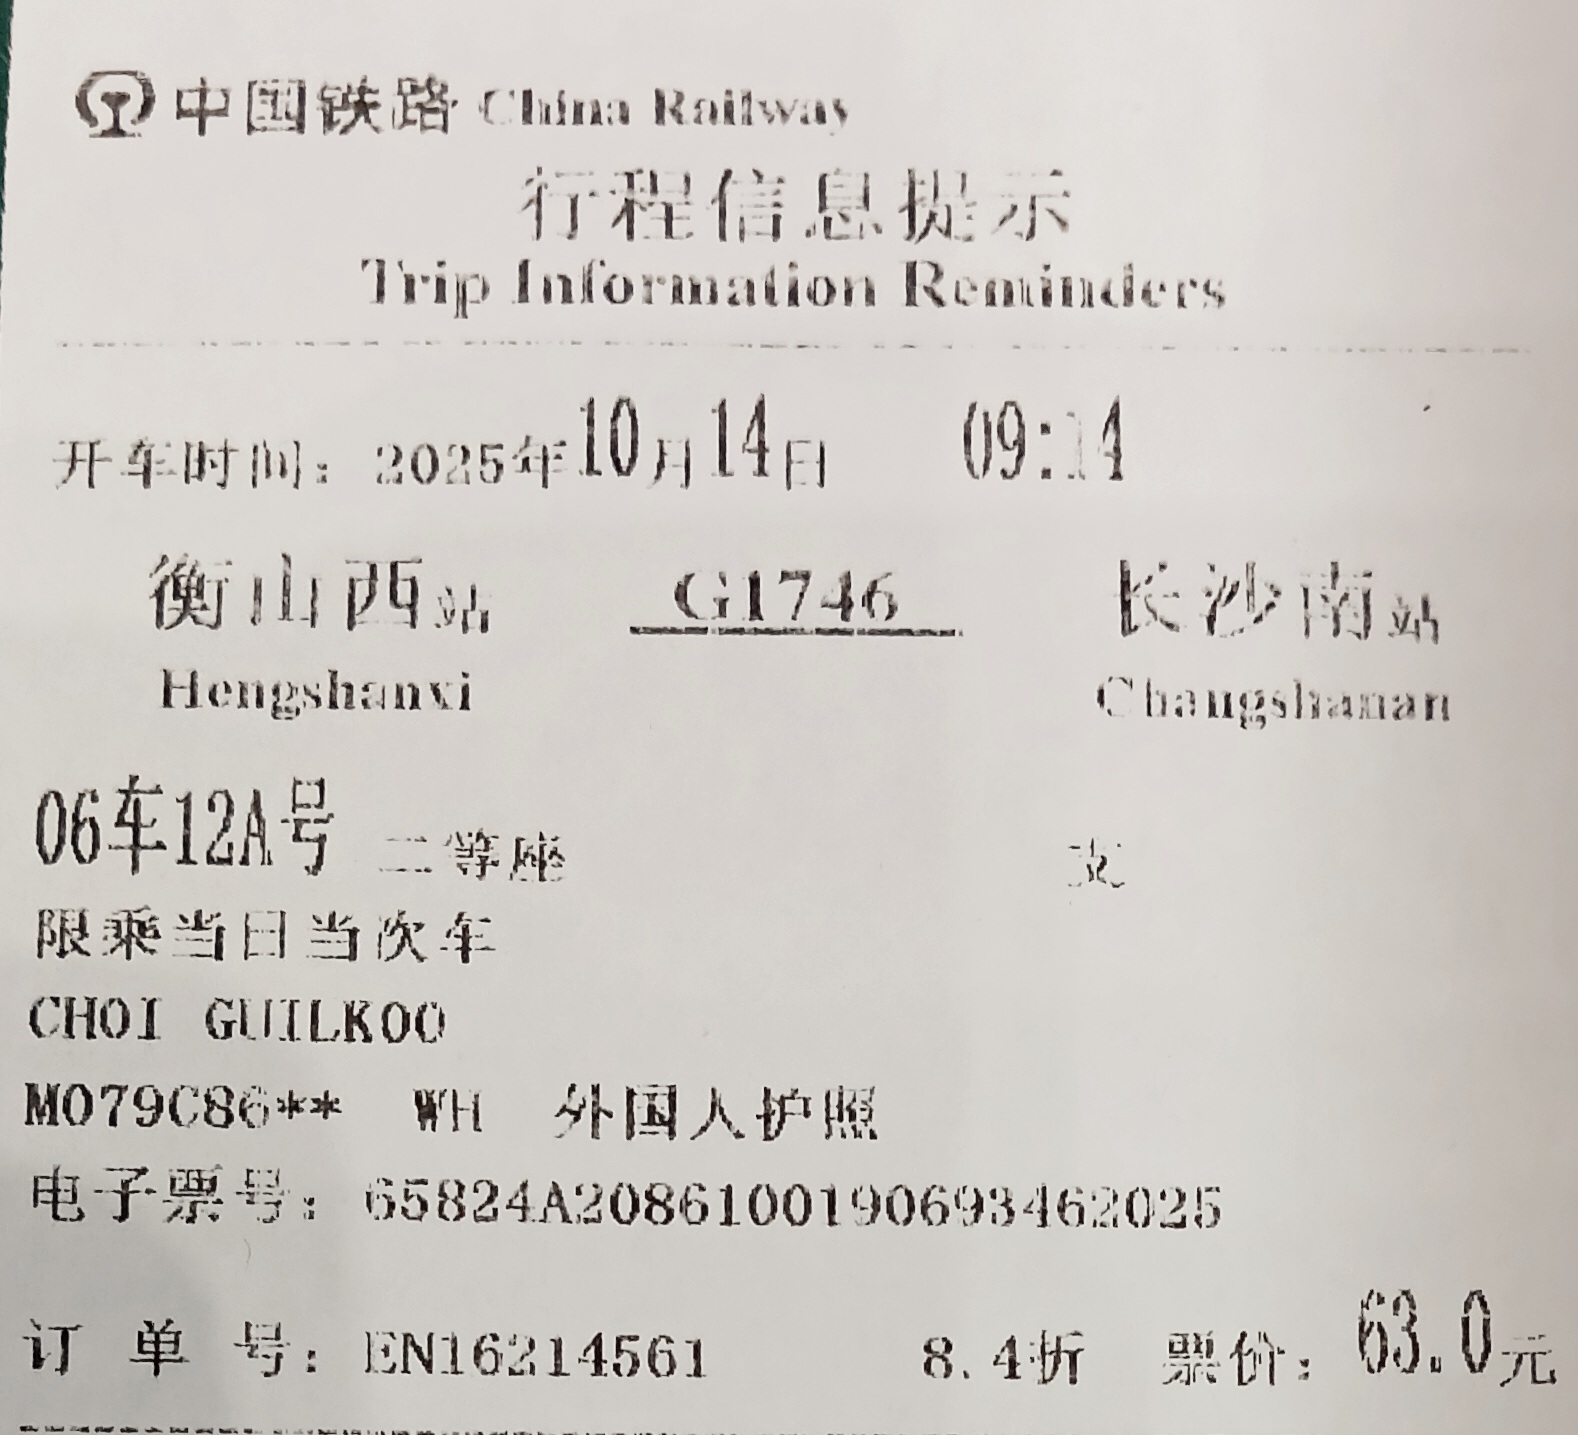 中国铁路 China Railway
行程信息提示
Trip Information Reminders
开车时间：2025年10月14日 09:14
衡山西站 G1746 长沙南站
Hengshanxi Changshanan
06车12A号 二等座 支
限乘当日当次车
CHOI GUILKOO
M079C86** WH 外国人护照
电子票号：65824A2086100190693462025
订单号：EN16214561 8.4折 票价：63.0元